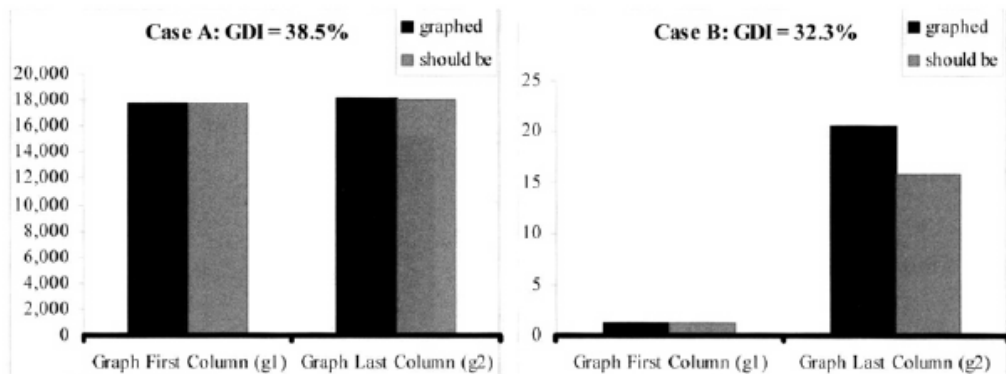 Case A: GDI = 38.5%
graphed
should be
20,000
18,000
16,000
14,000
12,000
10,000
8,000
6,000
4,000
2,000
0
Graph First Column (g1)
Graph Last Column (g2)
Case B: GDI = 32.3%
graphed
should be
25
20
15
10
5
0
Graph First Column (g1)
Graph Last Column (g2)